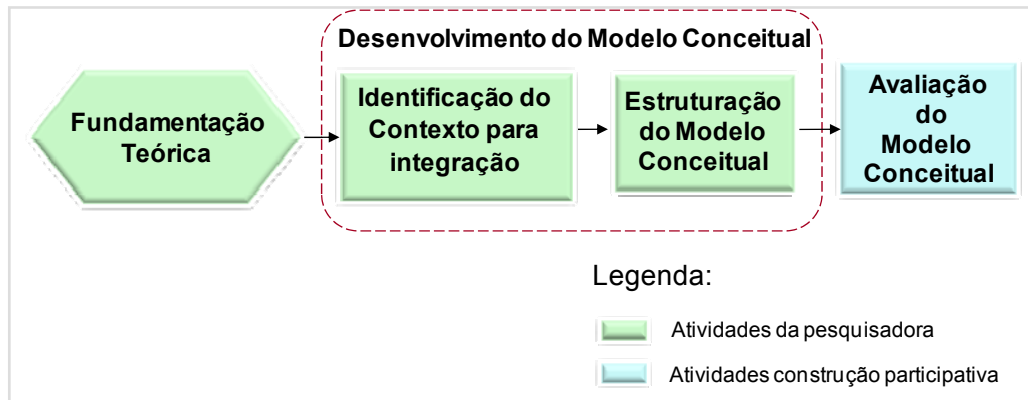 Desenvolvimento do Modelo Conceitual
Fundamentação
Teórica
Identificação do
Contexto para
integração
Estruturação
do Modelo
Conceitual
Avaliação
do
Modelo
Conceitual
Legenda:
Atividades da pesquisadora
Atividades construção participativa